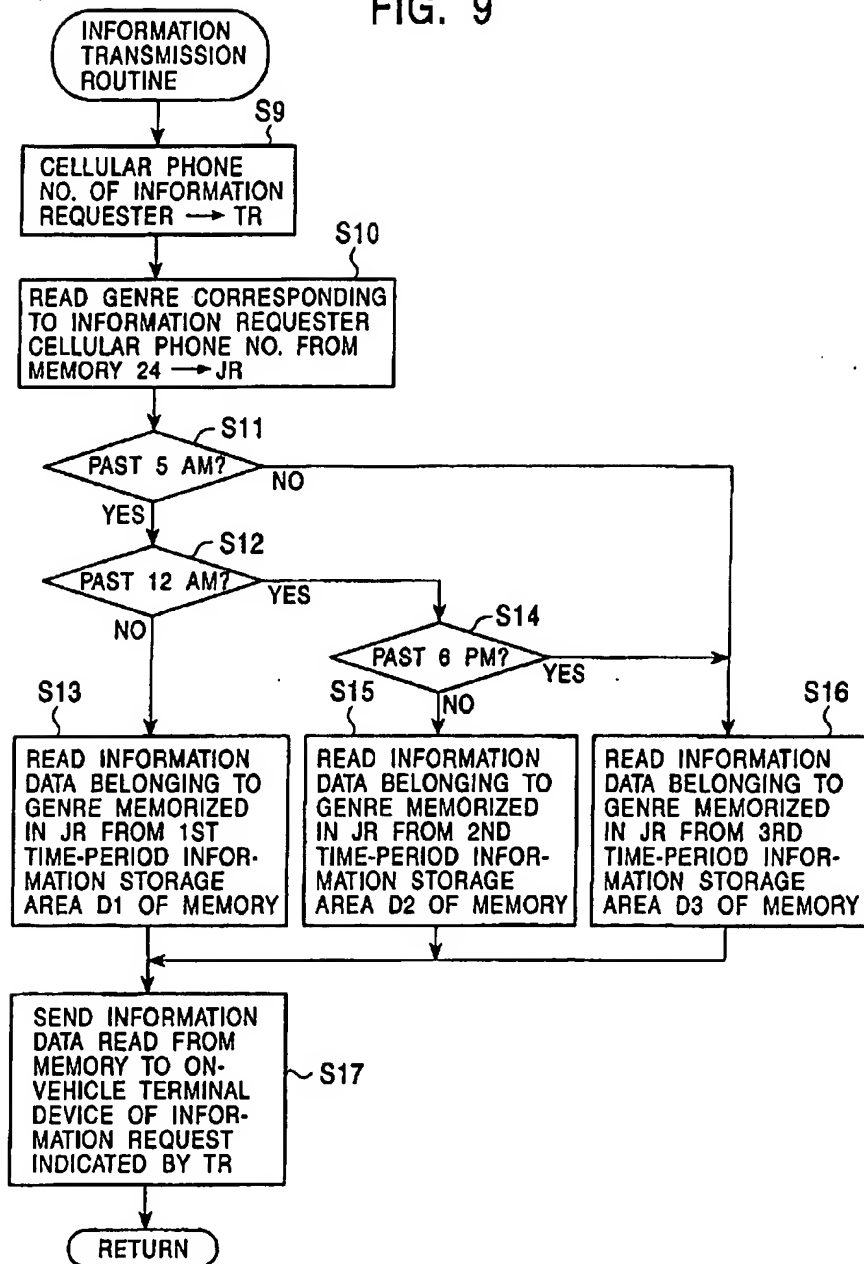 FIG. 9
INFORMATION
TRANSMISSION
ROUTINE
S9
CELLULAR PHONE
NO. OF INFORMATION
REQUESTER → TR
S10
READ GENRE CORRESPONDING
TO INFORMATION REQUESTER
CELLULAR PHONE NO. FROM
MEMORY 24 → JR
S11
PAST 5 AM?
NO
YES
S12
PAST 12 AM?
YES
NO
S14
PAST 6 PM?
YES
NO
S13
READ INFORMATION
DATA BELONGING TO
GENRE MEMORIZED
IN JR FROM 1ST
TIME-PERIOD INFOR-
MATION STORAGE
AREA D1 OF MEMORY
S15
READ INFORMATION
DATA BELONGING TO
GENRE MEMORIZED
IN JR FROM 2ND
TIME-PERIOD INFOR-
MATION STORAGE
AREA D2 OF MEMORY
S16
READ INFORMATION
DATA BELONGING TO
GENRE MEMORIZED
IN JR FROM 3RD
TIME-PERIOD INFOR-
MATION STORAGE
AREA D3 OF MEMORY
SEND INFORMATION
DATA READ FROM
MEMORY TO ON-
VEHICLE TERMINAL
DEVICE OF INFOR-
MATION REQUEST
INDICATED BY TR
S17
RETURN